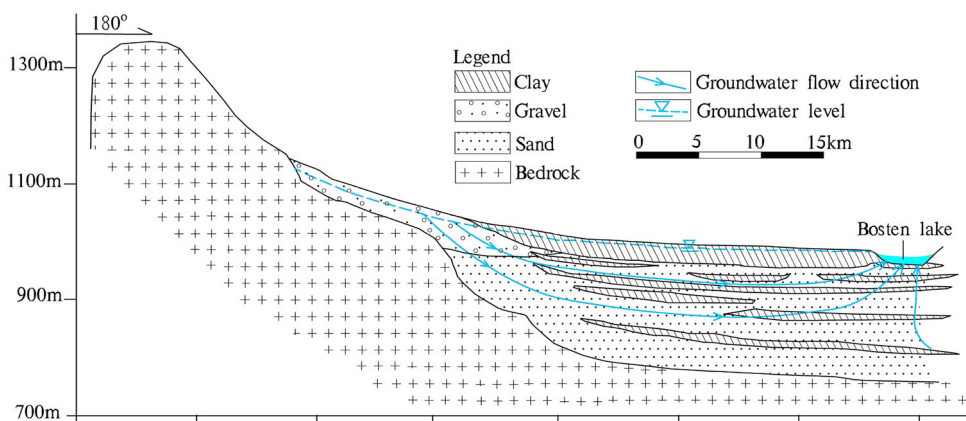 180°
1300m
1100m
900m
700m
Legend
Clay
Gravel
Sand
Bedrock
Groundwater flow direction
Groundwater level
0 5 10 15km
Bosten lake